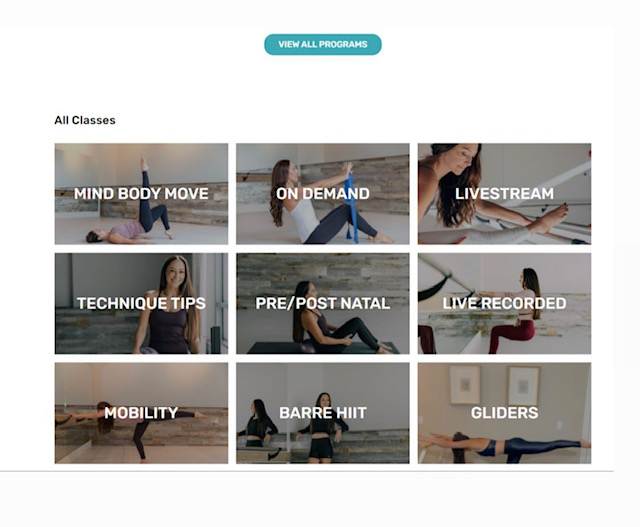 VIEW ALL PROGRAMS
All Classes
MIND BODY MOVE
ON DEMAND
LIVESTREAM
TECHNIQUE TIPS
PRE/POST NATAL
LIVE RECORDED
MOBILITY
BARRE HIIT
GLIDERS